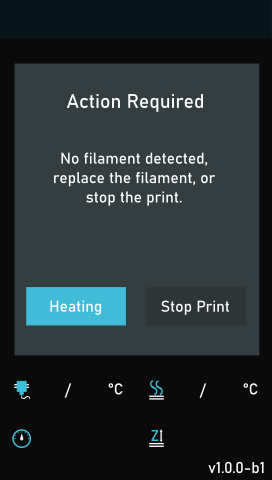 Action Required
No filament detected,
replace the filament, or
stop the print.
Heating Stop Print
/ °C / °C
Z
v1.0.0-b1